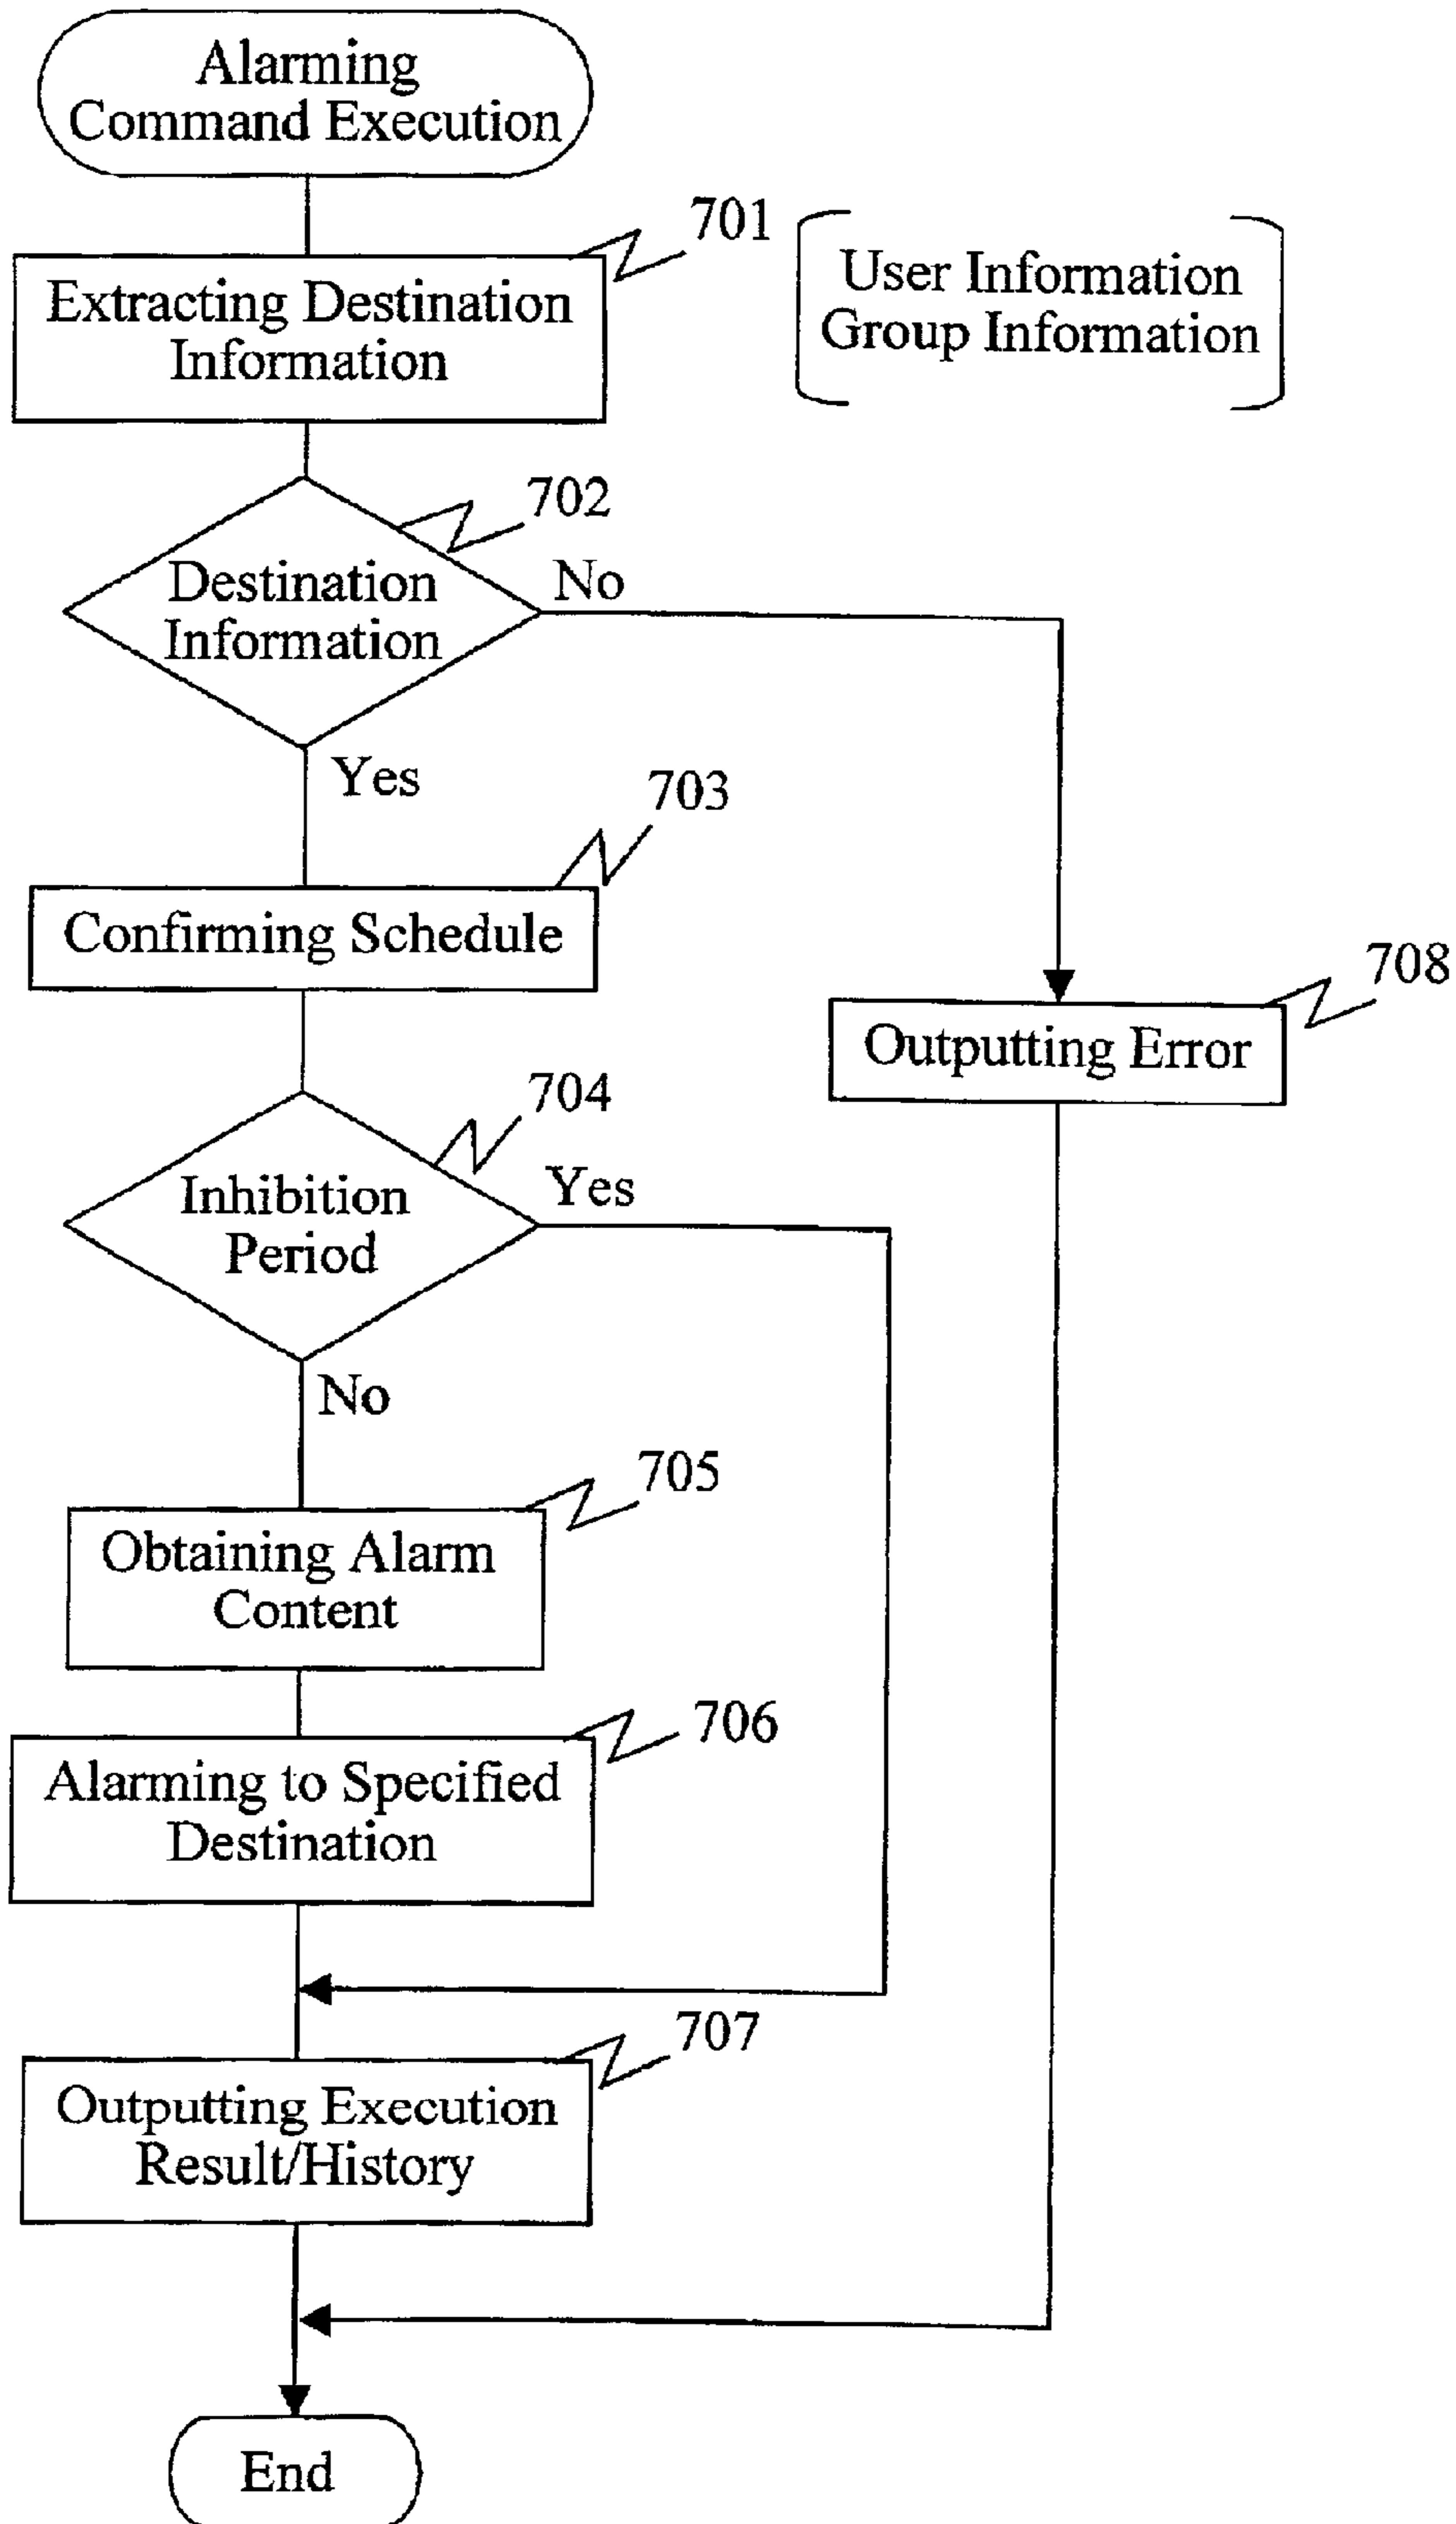 Alarming
Command Execution
701
Extracting Destination
Information
User Information
Group Information
702
Destination
Information
No
Yes
703
Confirming Schedule
708
Outputting Error
704
Inhibition
Period
Yes
No
705
Obtaining Alarm
Content
706
Alarming to Specified
Destination
707
Outputting Execution
Result/History
End